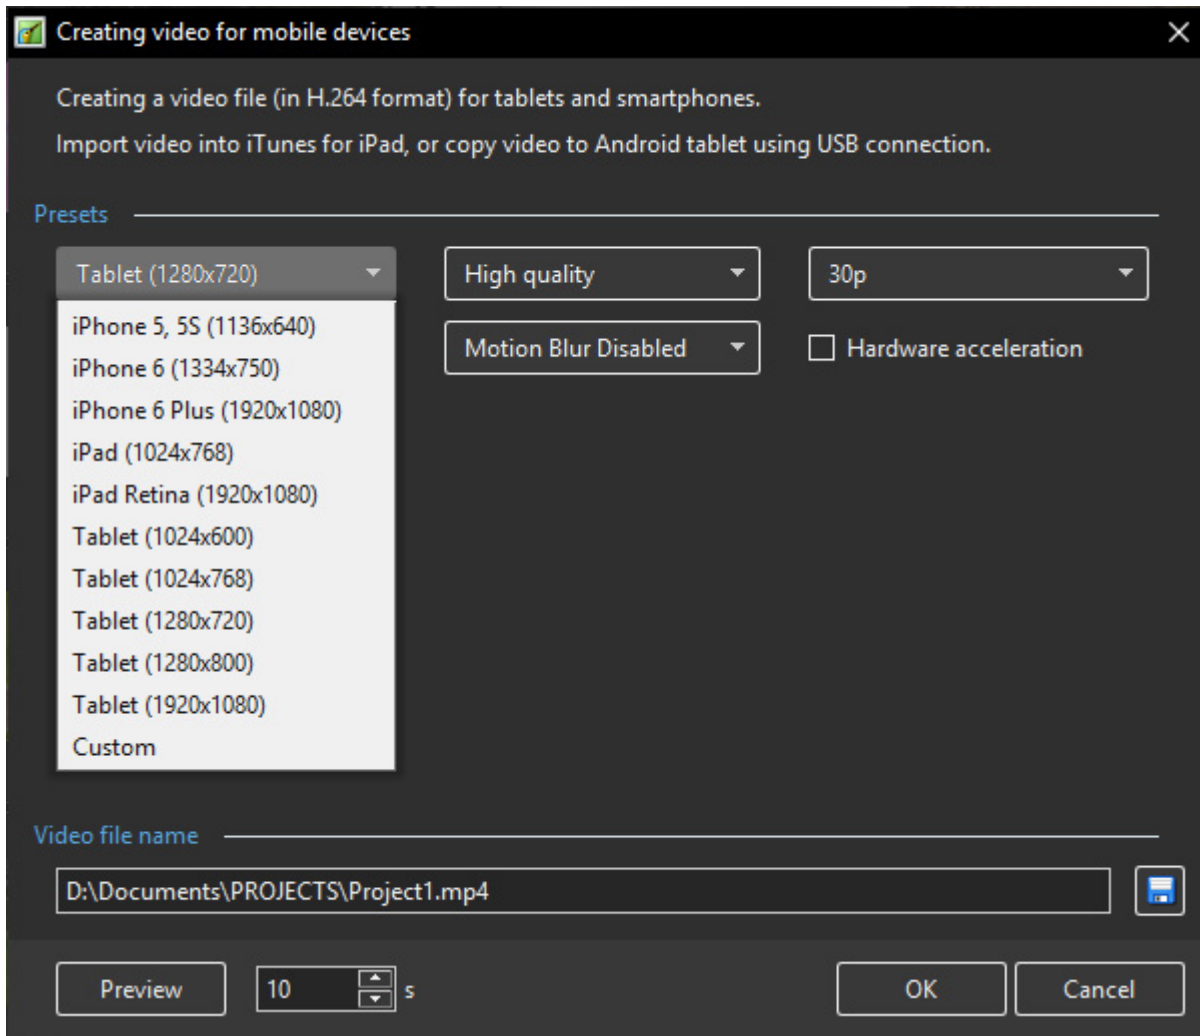 Creating video for mobile devices
Creating a video file (in H.264 format) for tablets and smartphones.
Import video into iTunes for iPad, or copy video to Android tablet using USB connection.
Presets
Tablet (1280x720)
High quality
30p
iPhone 5, 5S (1136x640)
Motion Blur Disabled
Hardware acceleration
iPhone 6 (1334x750)
iPhone 6 Plus (1920x1080)
iPad (1024x768)
iPad Retina (1920x1080)
Tablet (1024x600)
Tablet (1024x768)
Tablet (1280x720)
Tablet (1280x800)
Tablet (1920x1080)
Custom
Video file name
D:\Documents\PROJECTS\Project1.mp4
Preview
10
s
OK
Cancel